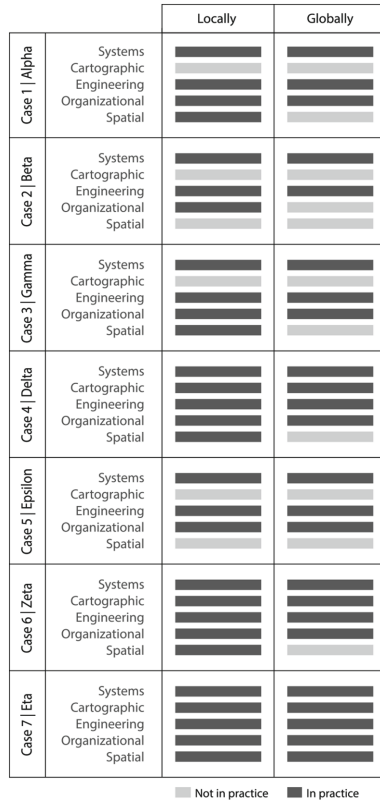 Locally Globally
Case 1 | Alpha
Systems
Cartographic
Engineering
Organizational
Spatial
Case 2 | Beta
Systems
Cartographic
Engineering
Organizational
Spatial
Case 3 | Gamma
Systems
Cartographic
Engineering
Organizational
Spatial
Case 4 | Delta
Systems
Cartographic
Engineering
Organizational
Spatial
Case 5 | Epsilon
Systems
Cartographic
Engineering
Organizational
Spatial
Case 6 | Zeta
Systems
Cartographic
Engineering
Organizational
Spatial
Case 7 | Eta
Systems
Cartographic
Engineering
Organizational
Spatial
Not in practice In practice